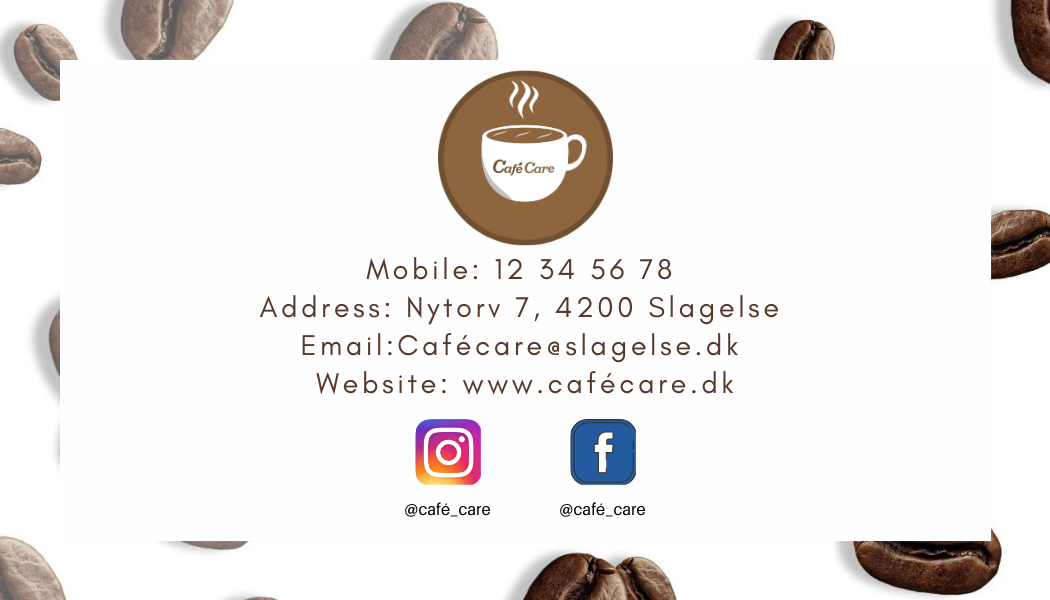 Café Care
Mobile: 12 34 56 78
Address: Nytorv 7, 4200 Slagelse
Email:Cafécare@slagelse.dk
Website: www.cafécare.dk
@café_care @café_care